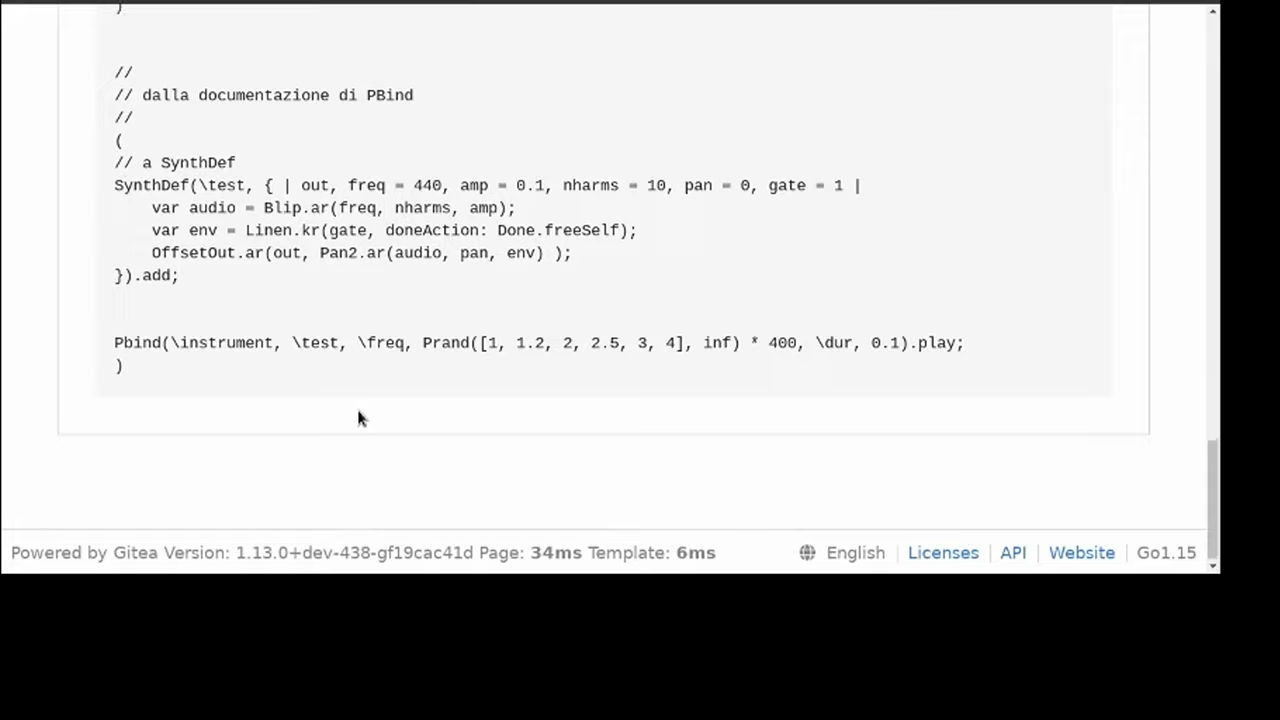 )
//
// dalla documentazione di PBind
//
(
// a SynthDef
SynthDef(\test, { | out, freq = 440, amp = 0.1, nharms = 10, pan = 0, gate = 1 |
    var audio = Blip.ar(freq, nharms, amp);
    var env = Linen.kr(gate, doneAction: Done.freeSelf);
    OffsetOut.ar(out, Pan2.ar(audio, pan, env) );
}).add;
Pbind(\instrument, \test, \freq, Prand([1, 1.2, 2, 2.5, 3, 4], inf) * 400, \dur, 0.1).play;
)
Powered by Gitea Version: 1.13.0+dev-438-gf19cac41d Page: 34ms Template: 6ms English Licenses API Website Go1.15